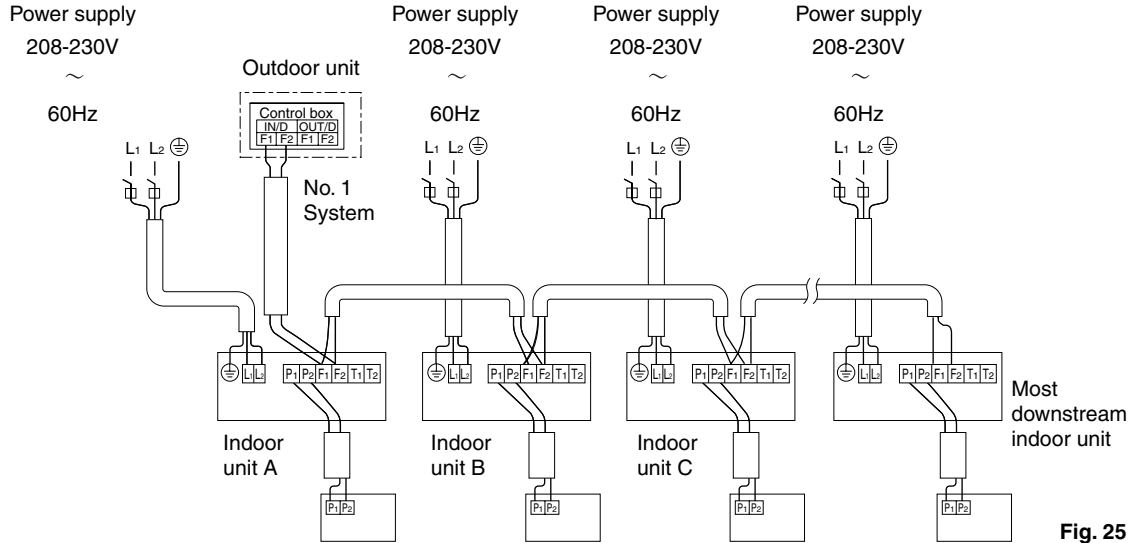 Power supply Power supply Power supply Power supply
208-230V 208-230V 208-230V 208-230V
~ ~ ~ ~
60Hz 60Hz 60Hz 60Hz
Outdoor unit
Control box
IN/D OUT/D
F1 F2 F1 F2
L1 L2 L1 L2 L1 L2 L1 L2
No. 1
System
L1 L2 P1 P2 F1 F2 T1 T2 L1 L2 P1 P2 F1 F2 T1 T2 L1 L2 P1 P2 F1 F2 T1 T2 L1 L2 P1 P2 F1 F2 T1 T2
Indoor
unit A
Indoor
unit B
Indoor
unit C
Most
downstream
indoor unit
P1 P2 P1 P2 P1 P2 P1 P2
Fig. 25